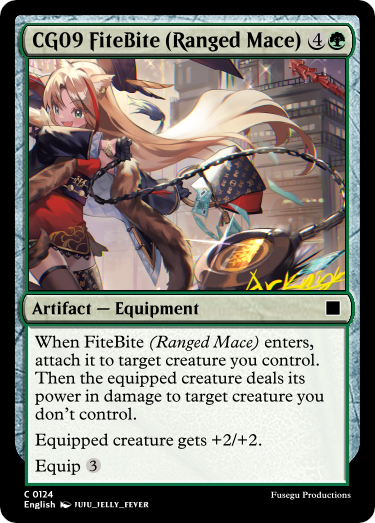 CG09 FiteBite (Ranged Mace) 4
Artifact — Equipment
When FiteBite (Ranged Mace) enters,
attach it to target creature you control.
Then the equipped creature deals its
power in damage to target creature you
don't control.
Equipped creature gets +2/+2.
Equip 3
C 0124
English JUJU_JELLY_FEVER
Fusegu Productions